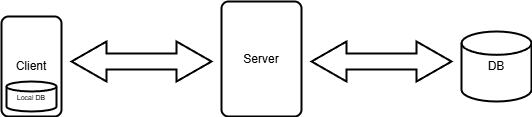 Client
Local DB
Server
DB